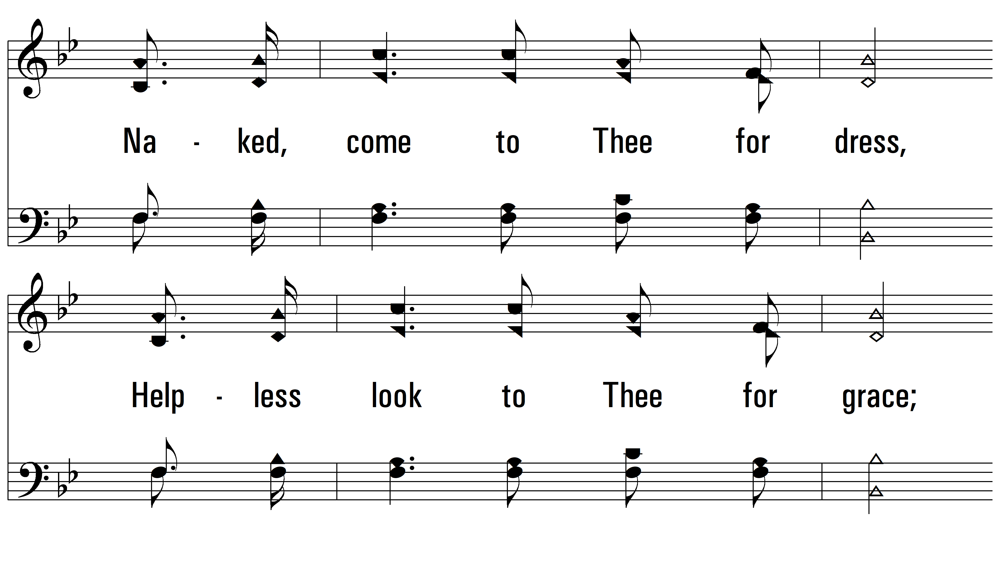 Na - ked, come to Thee for dress,
Help - less look to Thee for grace;